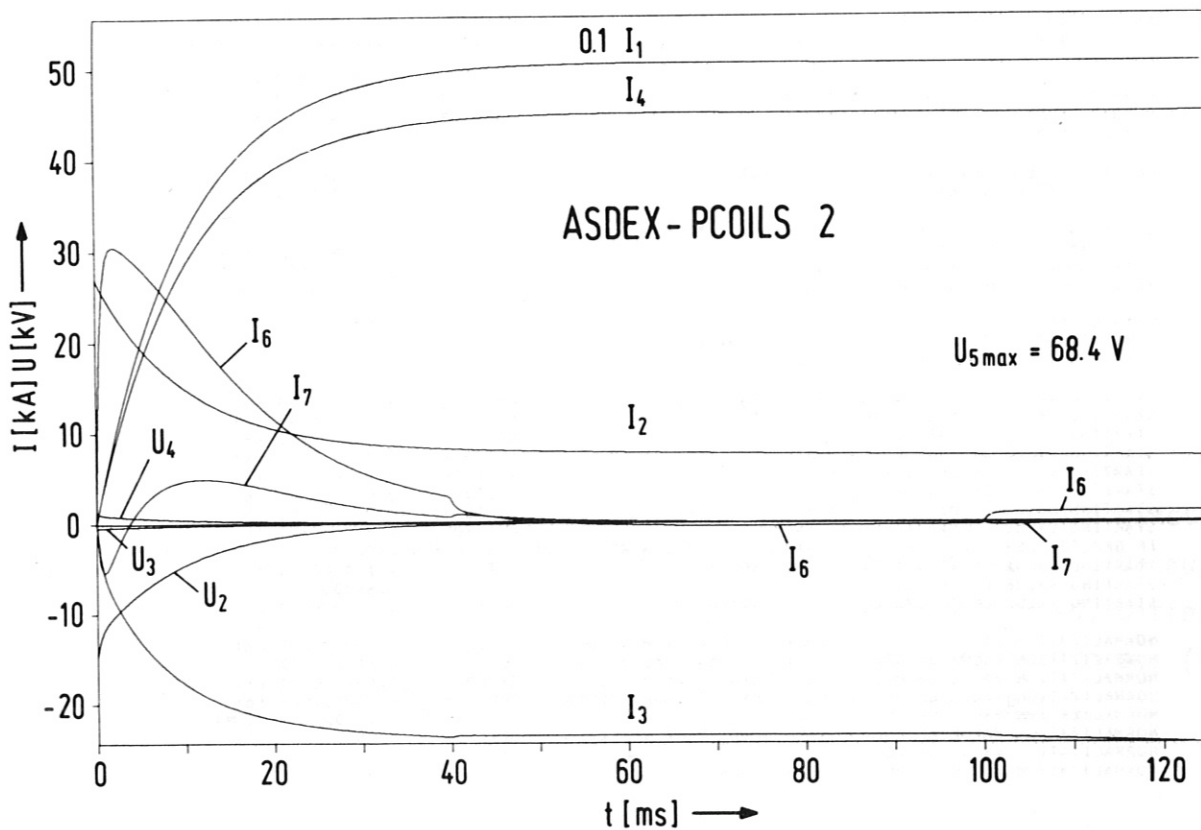 0.1 I₁
50
I₄
40
ASDEX-PCOILS 2
I [kA] U [kV]
30
I₆
U₅max = 68.4 V
20
I₇
I₂
10
U₄
I₆
0
U₃
I₆
I₇
U₂
-10
-20
I₃
0 20 40 60 80 100 120
t [ms]